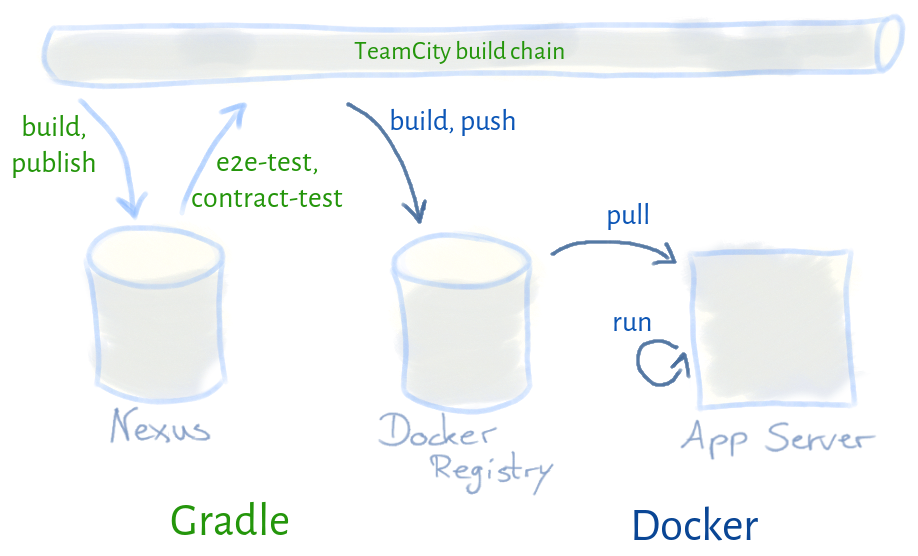 TeamCity build chain
build,
publish
e2e-test,
contract-test
build, push
pull
run
Nexus
Docker
Registry
App Server
Gradle
Docker